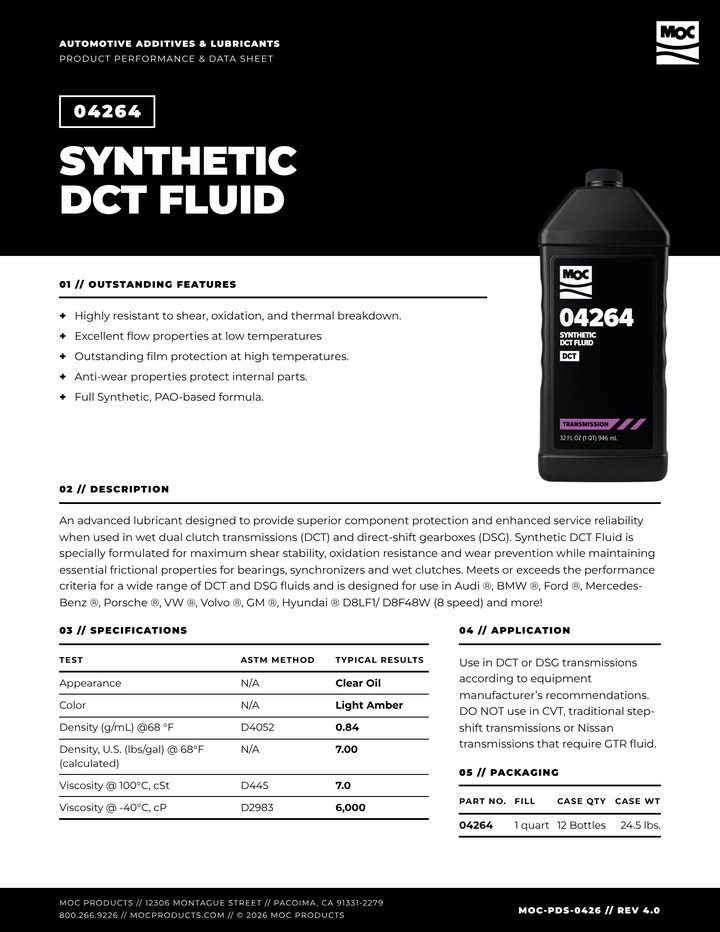 AUTOMOTIVE ADDITIVES & LUBRICANTS
PRODUCT PERFORMANCE & DATA SHEET
MOC
04264
SYNTHETIC
DCT FLUID
MOC
04264
SYNTHETIC
DCT FLUID
DCT
TRANSMISSION
32 FL OZ (1 QT) 946 mL
01 // OUTSTANDING FEATURES
+ Highly resistant to shear, oxidation, and thermal breakdown.
+ Excellent flow properties at low temperatures
+ Outstanding film protection at high temperatures.
+ Anti-wear properties protect internal parts.
+ Full Synthetic, PAO-based formula.
02 // DESCRIPTION
An advanced lubricant designed to provide superior component protection and enhanced service reliability
when used in wet dual clutch transmissions (DCT) and direct-shift gearboxes (DSG). Synthetic DCT Fluid is
specially formulated for maximum shear stability, oxidation resistance and wear prevention while maintaining
essential frictional properties for bearings, synchronizers and wet clutches. Meets or exceeds the performance
criteria for a wide range of DCT and DSG fluids and is designed for use in Audi ®, BMW ®, Ford ®, Mercedes-
Benz ®, Porsche ®, VW ®, Volvo ®, GM ®, Hyundai ® D8LF1/ D8F48W (8 speed) and more!
03 // SPECIFICATIONS
TEST ASTM METHOD TYPICAL RESULTS
Appearance N/A Clear Oil
Color N/A Light Amber
Density (g/mL) @68 °F D4052 0.84
Density, U.S. (lbs/gal) @ 68°F N/A 7.00
(calculated)
Viscosity @ 100°C, cSt D445 7.0
Viscosity @ -40°C, cP D2983 6,000
04 // APPLICATION
Use in DCT or DSG transmissions
according to equipment
manufacturer's recommendations.
DO NOT use in CVT, traditional step-
shift transmissions or Nissan
transmissions that require GTR fluid.
05 // PACKAGING
PART NO. FILL CASE QTY CASE WT
04264 1 quart 12 Bottles 24.5 lbs.
MOC PRODUCTS // 12306 MONTAGUE STREET // PACOIMA, CA 91331-2279
800.266.9226 // MOCPRODUCTS.COM // © 2026 MOC PRODUCTS
MOC-PDS-0426 // REV 4.0